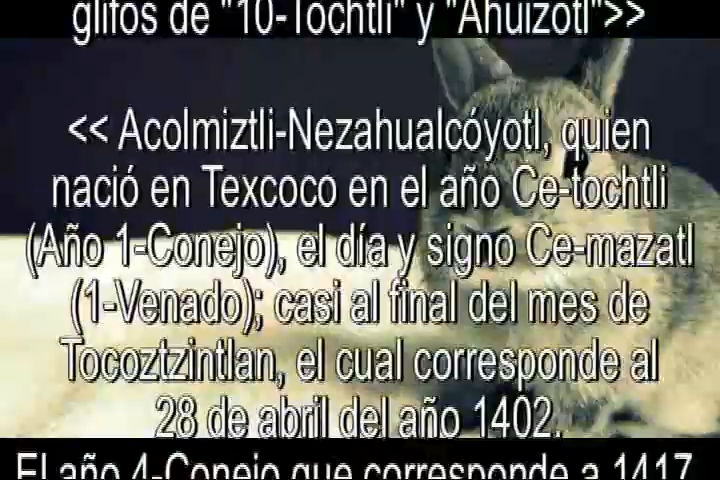 glifos de "10-Tochtli" y "Ahuizotl">>
<< Acolmiztli-Nezahualcóyotl, quien
nació en Texcoco en el año Ce-tochtli
(Año 1-Conejo), el día y signo Ce-mazatl
(1-Venado); casi al final del mes de
Tocoztzintlan, el cual corresponde al
28 de abril del año 1402.
El año 4-Conejo que corresponde a 1417